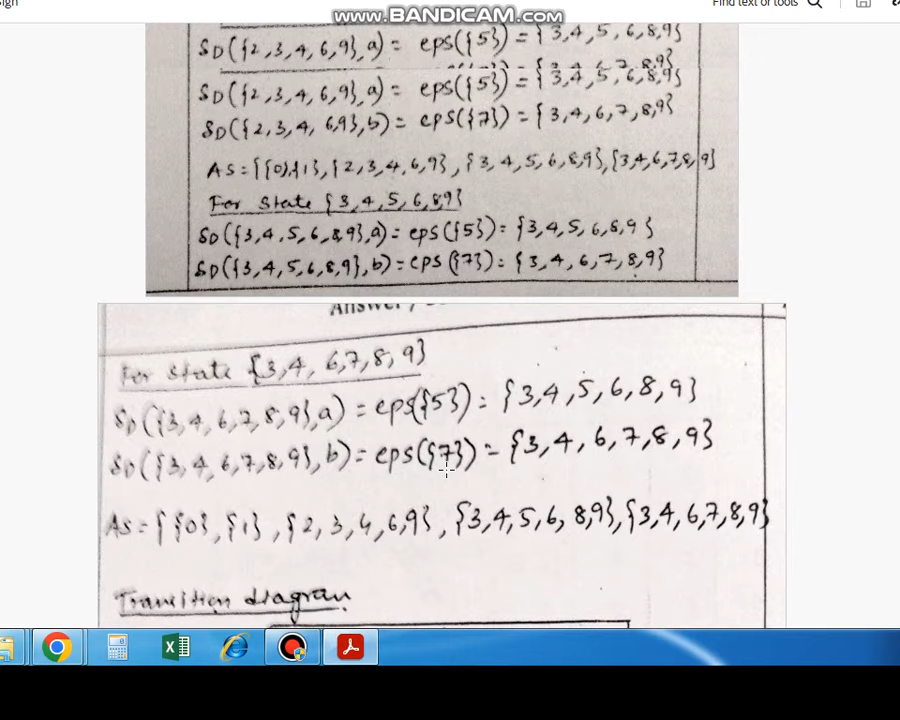 Sign
www.BANDICAM.com
Find text or tools
SD({2,3,4,6,9},a) = eps({5}) = {3,4,5,6,8,9}
SD({2,3,4,6,9},a) = eps({5}) = {3,4,5,6,8,9}
SD({2,3,4,6,9},b) = eps({7}) = {3,4,6,7,8,9}
AS = {{0},{1},{2,3,4,6,9},{3,4,5,6,8,9},{3,4,6,7,8,9}
For State {3,4,5,6,8,9}
SD({3,4,5,6,8,9},a) = eps({5}) = {3,4,5,6,8,9}
SD({3,4,5,6,8,9},b) = eps({7}) = {3,4,6,7,8,9}
For state {3,4,6,7,8,9}
SD({3,4,6,7,8,9},a) = eps({5}) = {3,4,5,6,8,9}
SD({3,4,6,7,8,9},b) = eps({7}) = {3,4,6,7,8,9}
AS = {{0},{1},{2,3,4,6,9},{3,4,5,6,8,9},{3,4,6,7,8,9}
Transition diagram